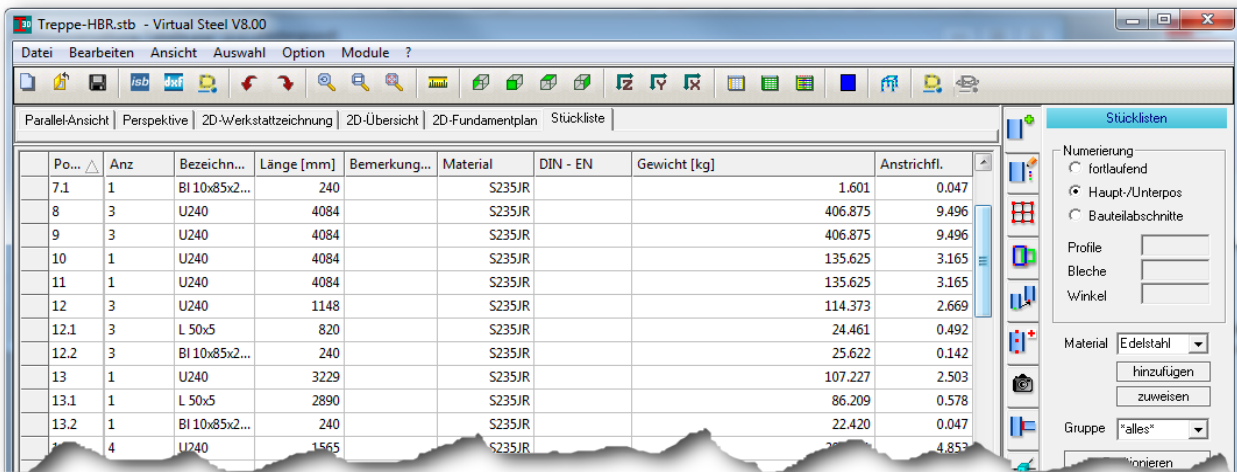 Treppe-HBR.stb - Virtual Steel V8.00
Datei Bearbeiten Ansicht Auswahl Option Module ?
isb dxf
Parallel-Ansicht Perspektive 2D-Werkstattzeichnung 2D-Übersicht 2D-Fundamentplan Stückliste
Po... Anz Bezeichn... Länge [mm] Bemerkung... Material DIN - EN Gewicht [kg] Anstrichfl.
7.1 1 Bl 10x85x2... 240 S235JR 1.601 0.047
8 3 U240 4084 S235JR 406.875 9.496
9 3 U240 4084 S235JR 406.875 9.496
10 1 U240 4084 S235JR 135.625 3.165
11 1 U240 4084 S235JR 135.625 3.165
12 3 U240 1148 S235JR 114.373 2.669
12.1 3 L 50x5 820 S235JR 24.461 0.492
12.2 3 Bl 10x85x2... 240 S235JR 25.622 0.142
13 1 U240 3229 S235JR 107.227 2.503
13.1 1 L 50x5 2890 S235JR 86.209 0.578
13.2 1 Bl 10x85x2... 240 S235JR 22.420 0.047
4 U240 1565 S235JR 4.853
Stücklisten
Numerierung
fortlaufend
Haupt-/Unterpos
Bauteilabschnitte
Profile
Bleche
Winkel
Material Edelstahl
hinzufügen
zuweisen
Gruppe *alles*